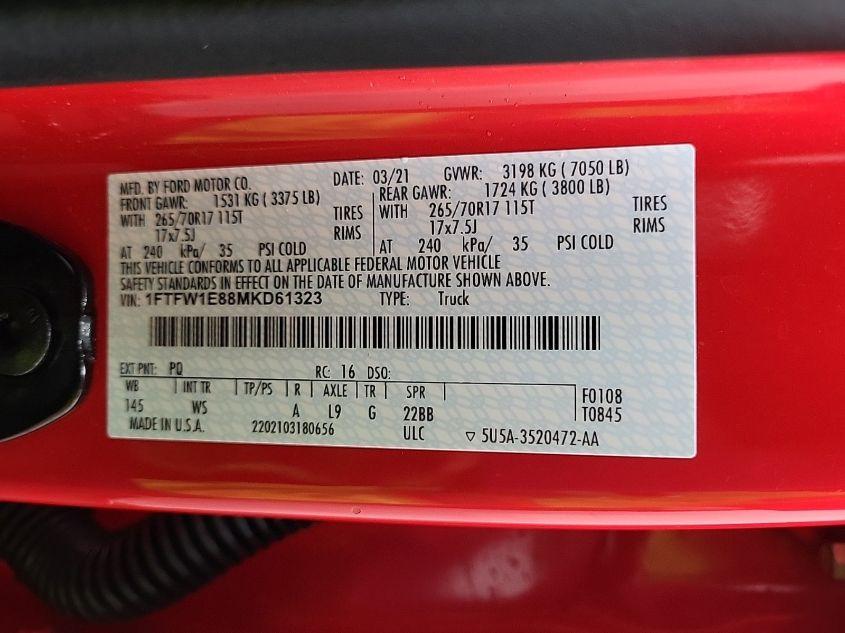 MFD. BY FORD MOTOR CO. DATE: 03/21 GVWR: 3198 KG ( 7050 LB)
FRONT GAWR: 1531 KG ( 3375 LB) REAR GAWR: 1724 KG ( 3800 LB)
WITH 265/70R17 115T TIRES WITH 265/70R17 115T TIRES
17x7.5J RIMS 17x7.5J RIMS
AT 240 kPa/ 35 PSI COLD AT 240 kPa/ 35 PSI COLD
THIS VEHICLE CONFORMS TO ALL APPLICABLE FEDERAL MOTOR VEHICLE
SAFETY STANDARDS IN EFFECT ON THE DATE OF MANUFACTURE SHOWN ABOVE.
VIN: 1FTFW1E88MKD61323 TYPE: Truck
EXT PNT: PQ RC: 16 DSO:
WB INT TR TP/PS R AXLE TR SPR F0108
145 WS A L9 G 22BB T0845
MADE IN U.S.A. 2202103180656 ULC ▽ 5U5A-3520472-AA